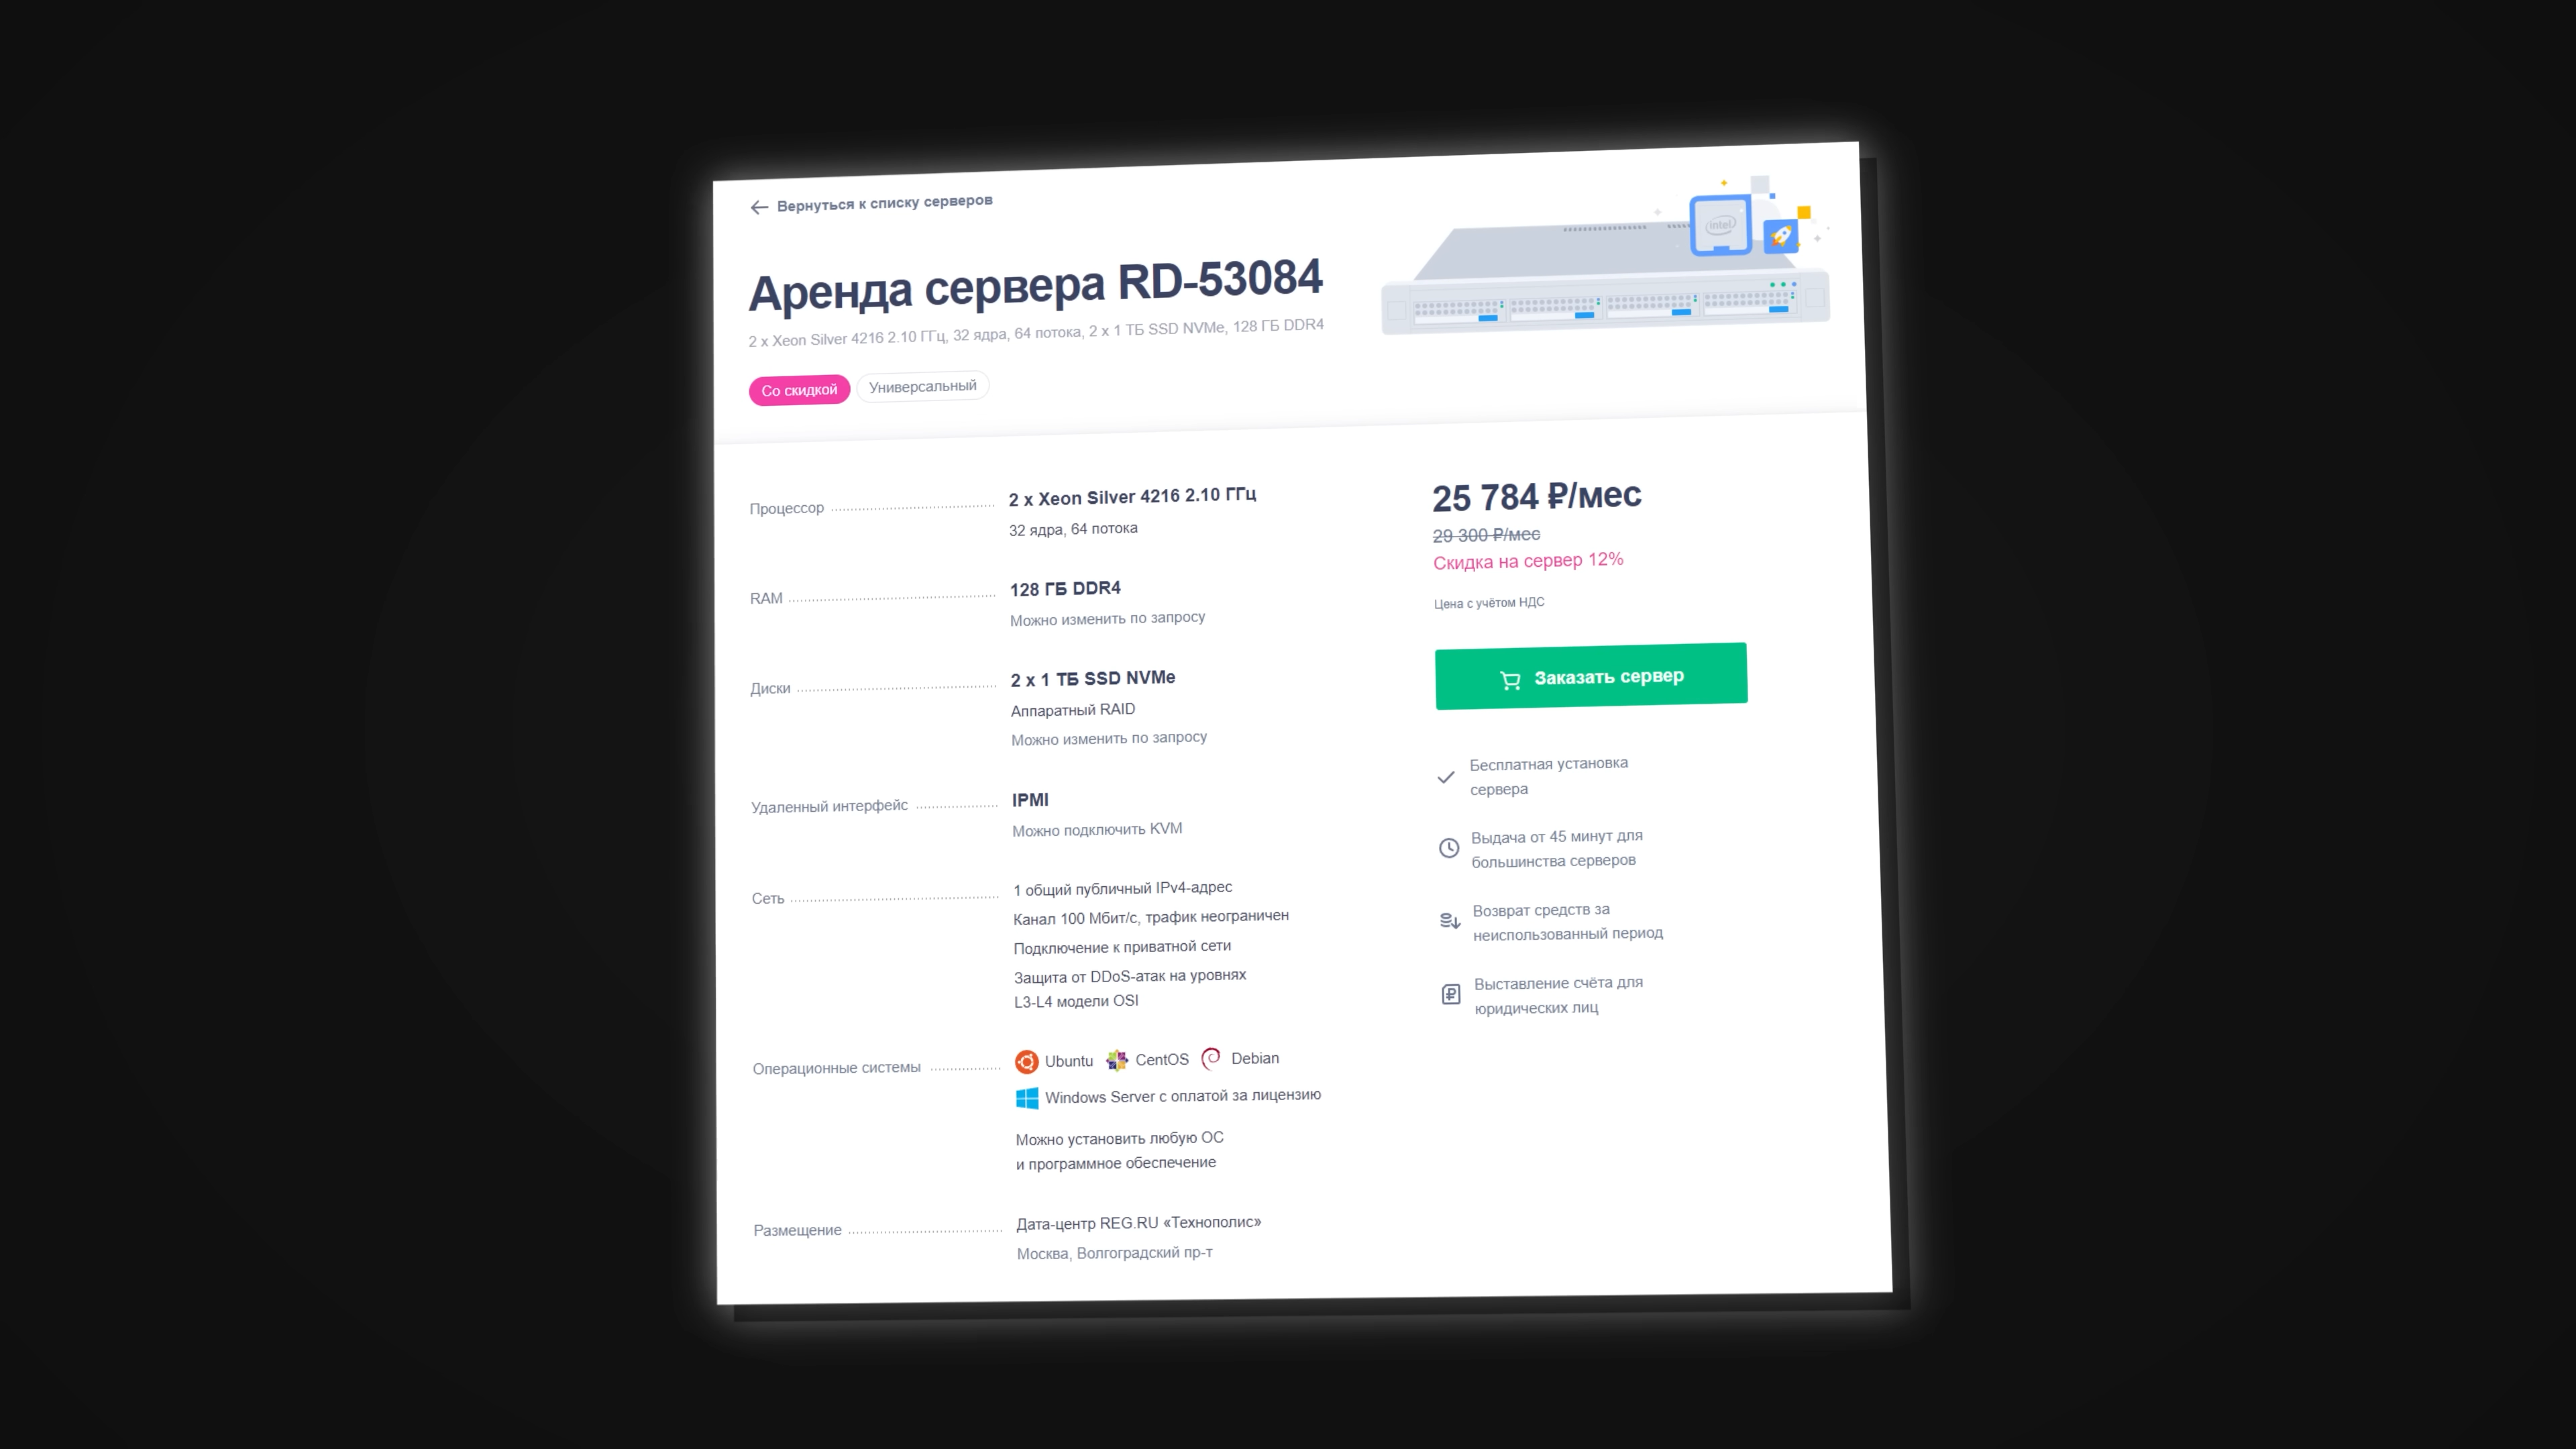 Вернуться к списку серверов
intel
Аренда сервера RD-53084
2 x Xeon Silver 4216 2.10 ГГц, 32 ядра, 64 потока, 2 x 1 ТБ SSD NVMe, 128 ГБ DDR4
Со скидкой
Универсальный
Процессор
2 x Xeon Silver 4216 2.10 ГГц
32 ядра, 64 потока
RAM
128 ГБ DDR4
Можно изменить по запросу
Диски
2 x 1 ТБ SSD NVMe
Аппаратный RAID
Можно изменить по запросу
Удаленный интерфейс
IPMI
Можно подключить KVM
Сеть
1 общий публичный IPv4-адрес
Канал 100 Мбит/с, трафик неограничен
Подключение к приватной сети
Защита от DDoS-атак на уровнях
L3-L4 модели OSI
Операционные системы
Ubuntu CentOS Debian
Windows Server с оплатой за лицензию
Можно установить любую ОС
и программное обеспечение
Размещение
Дата-центр REG.RU «Технополис»
Москва, Волгоградский пр-т
25 784 ₽/мес
29 300 ₽/мес
Скидка на сервер 12%
Цена с учётом НДС
Заказать сервер
Бесплатная установка
сервера
Выдача от 45 минут для
большинства серверов
Возврат средств за
неиспользованный период
Выставление счёта для
юридических лиц